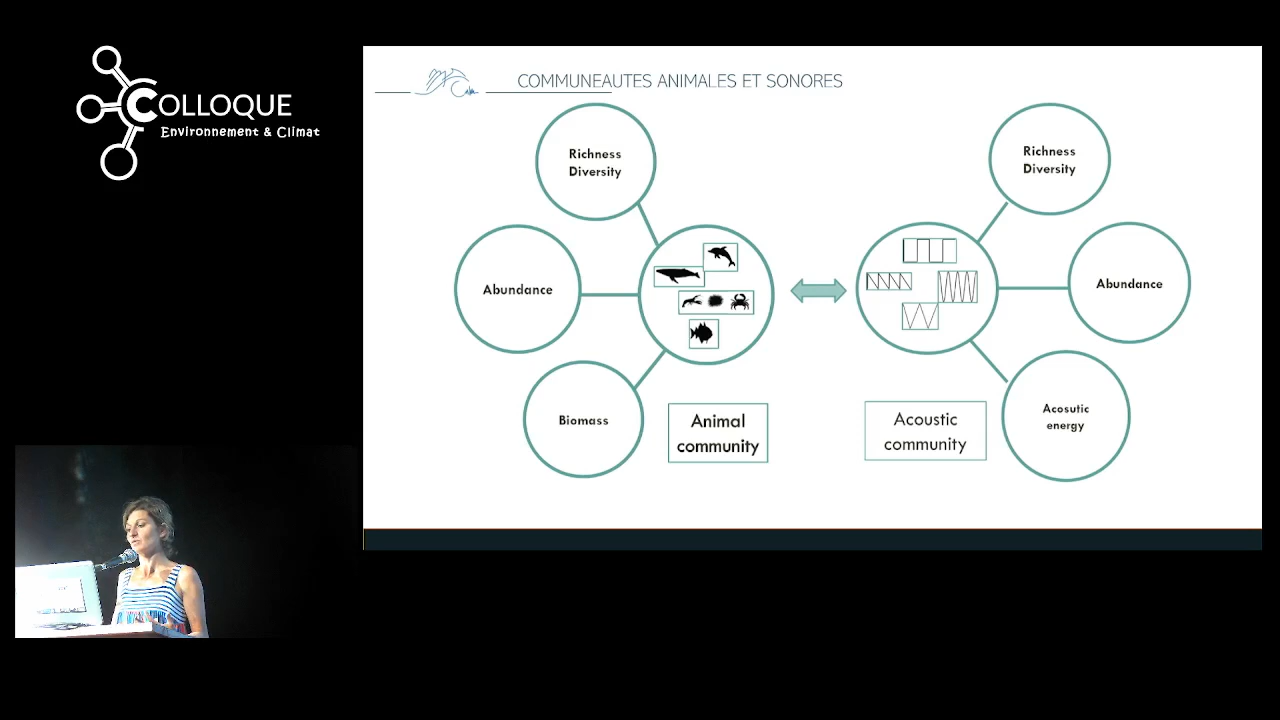 COLLOQUE
Environnement & Climat
COMMUNEAUTES ANIMALES ET SONORES
Richness
Diversity
Abundance
Biomass
Animal
community
Richness
Diversity
Abundance
Acosutic
energy
Acoustic
community